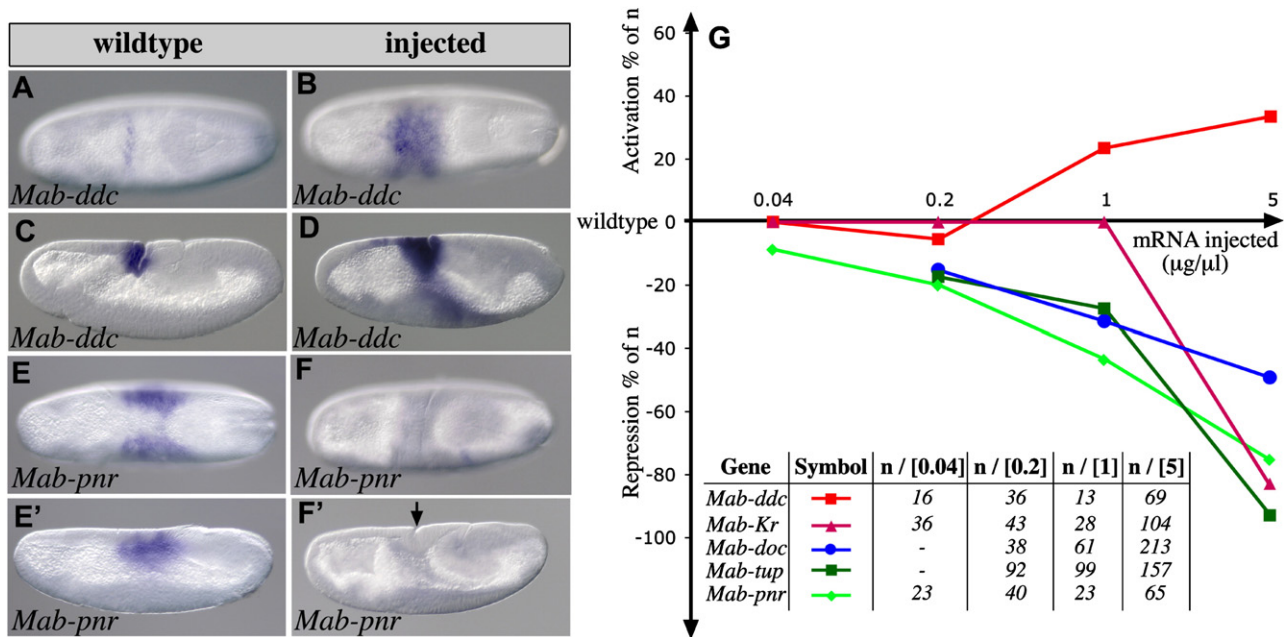 wildtype injected
A
Mab-ddc
B
Mab-ddc
C
Mab-ddc
D
Mab-ddc
E
Mab-pnr
F
Mab-pnr
E'
Mab-pnr
F'
Mab-pnr
G
Activation % of n
Repression % of n
60
40
20
wildtype 0
-20
-40
-60
-80
-100
0.04 0.2 1 5
mRNA injected
(μg/μl)
Gene Symbol n / [0.04] n / [0.2] n / [1] n / [5]
Mab-ddc 16 36 13 69
Mab-Kr 36 43 28 104
Mab-doc - 38 61 213
Mab-tup - 92 99 157
Mab-pnr 23 40 23 65